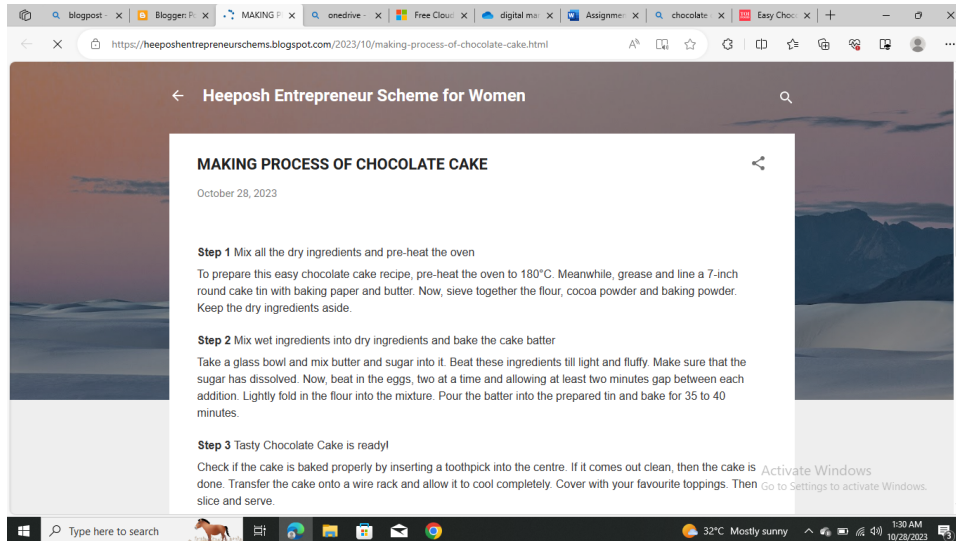 blogpost -
Blogger: P
MAKING P
onedrive -
Free Cloud
digital mar
Assignmen
chocolate
Easy Choc
https://heeposhentrepreneurschems.blogspot.com/2023/10/making-process-of-chocolate-cake.html
Heeposh Entrepreneur Scheme for Women
MAKING PROCESS OF CHOCOLATE CAKE
October 28, 2023
Step 1 Mix all the dry ingredients and pre-heat the oven
To prepare this easy chocolate cake recipe, pre-heat the oven to 180°C. Meanwhile, grease and line a 7-inch
round cake tin with baking paper and butter. Now, sieve together the flour, cocoa powder and baking powder.
Keep the dry ingredients aside.
Step 2 Mix wet ingredients into dry ingredients and bake the cake batter
Take a glass bowl and mix butter and sugar into it. Beat these ingredients till light and fluffy. Make sure that the
sugar has dissolved. Now, beat in the eggs, two at a time and allowing at least two minutes gap between each
addition. Lightly fold in the flour into the mixture. Pour the batter into the prepared tin and bake for 35 to 40
minutes.
Step 3 Tasty Chocolate Cake is ready!
Check if the cake is baked properly by inserting a toothpick into the centre. If it comes out clean, then the cake is
done. Transfer the cake onto a wire rack and allow it to cool completely. Cover with your favourite toppings. Then
slice and serve.
Activate Windows
Go to Settings to activate Windows.
Type here to search
32°C Mostly sunny
1:30 AM
10/28/2023
3